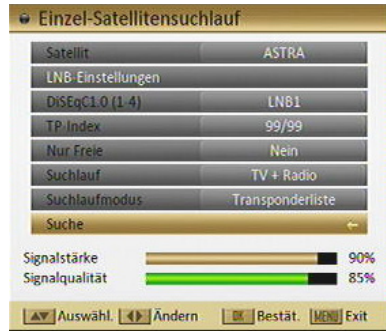 Einzel-Satellitensuchlauf
Satellit ASTRA
LNB-Einstellungen
DiSEqC1.0 (1-4) LNB1
TP-Index 99/99
Nur Freie Nein
Suchlauf TV + Radio
Suchlaufmodus Transponderliste
Suche
Signalstärke 90%
Signalqualität 85%
Auswähl. Ändern OK Bestät. MENU Exit